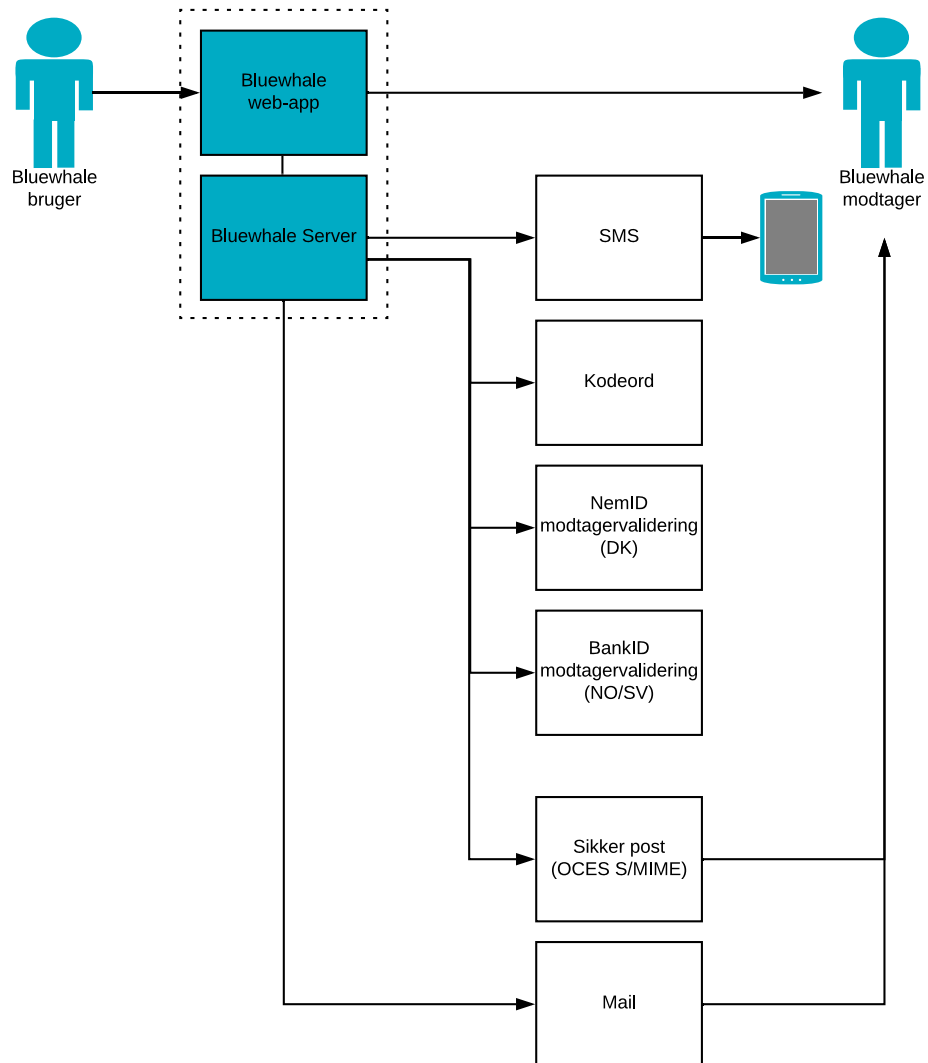 Bluewhale
web-app
Bluewhale
bruger
Bluewhale
modtager
Bluewhale Server
SMS
Kodeord
NemID
modtagervalidering
(DK)
BankID
modtagervalidering
(NO/SV)
Sikker post
(OCES S/MIME)
Mail